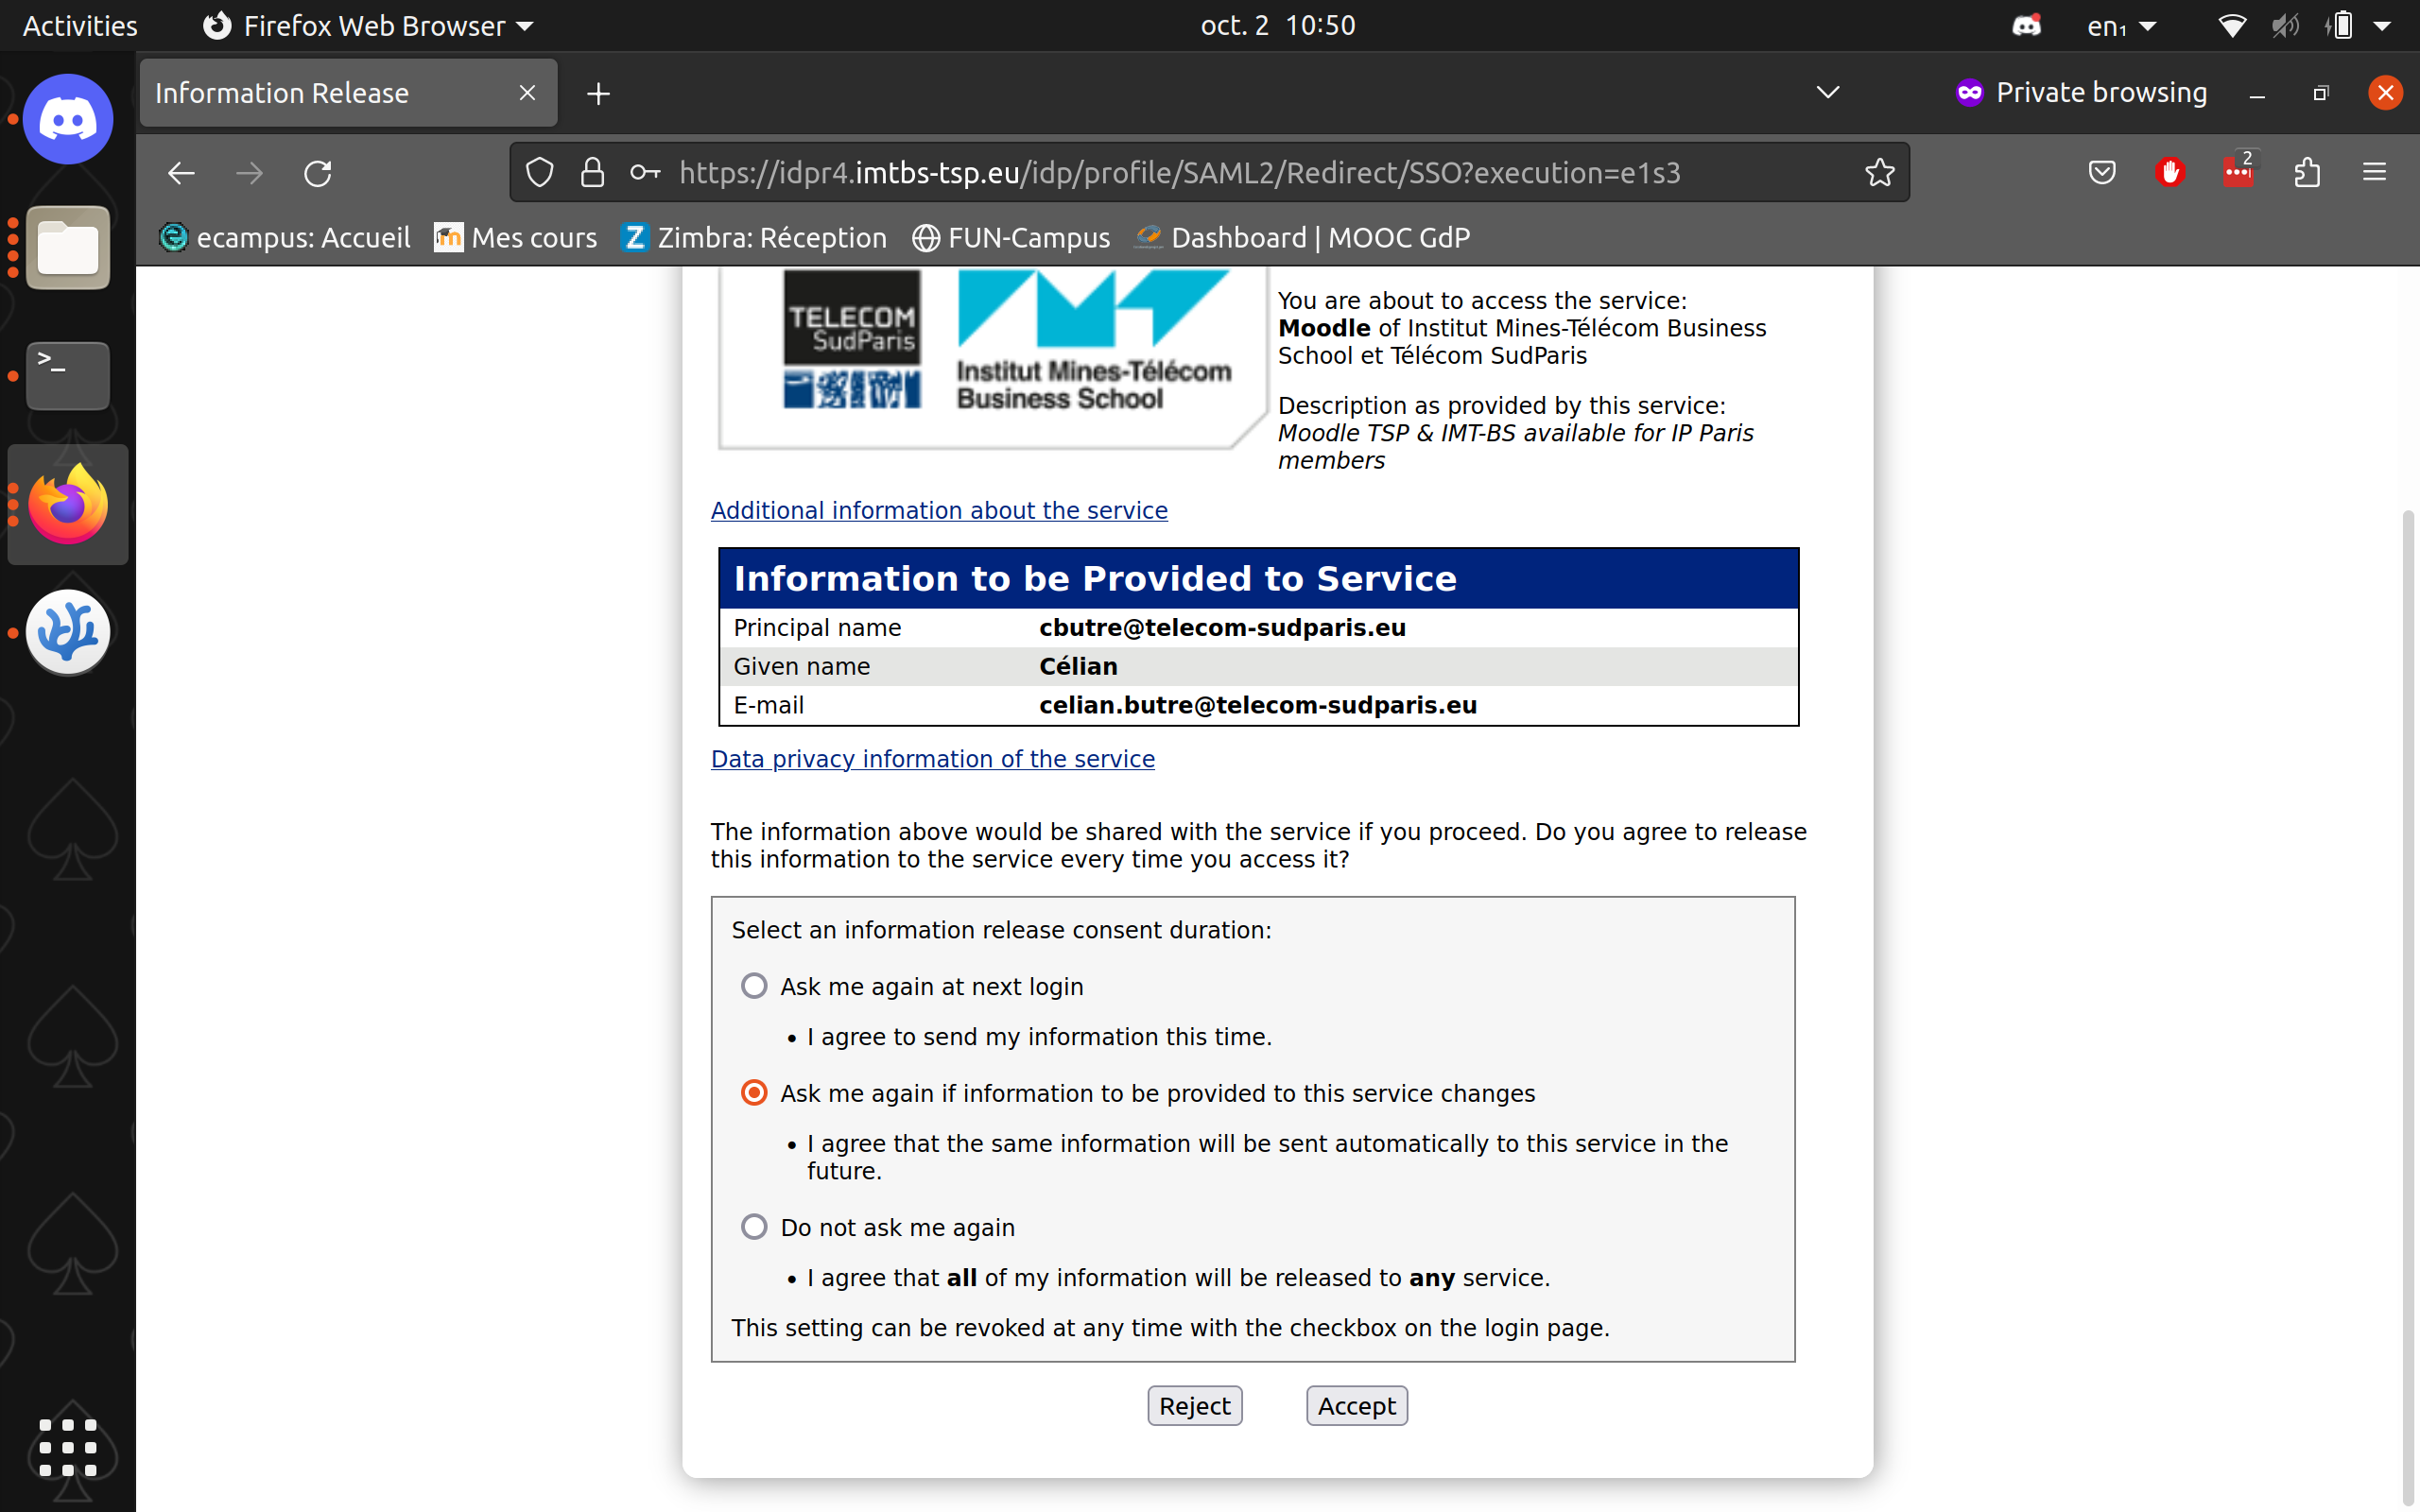 Activities
Firefox Web Browser
oct. 2 10:50
en₁
Information Release
Private browsing
https://idpr4.imtbs-tsp.eu/idp/profile/SAML2/Redirect/SSO?execution=e1s3
2
ecampus: Accueil
Mes cours
Zimbra: Réception
FUN-Campus
Dashboard | MOOC GdP
TELECOM
SudParis
Institut Mines-Télécom
Business School
You are about to access the service:
Moodle of Institut Mines-Télécom Business
School et Télécom SudParis
Description as provided by this service:
Moodle TSP & IMT-BS available for IP Paris
members
Additional information about the service
Information to be Provided to Service
Principal name cbutre@telecom-sudparis.eu
Given name Célian
E-mail celian.butre@telecom-sudparis.eu
Data privacy information of the service
The information above would be shared with the service if you proceed. Do you agree to release
this information to the service every time you access it?
Select an information release consent duration:
Ask me again at next login
• I agree to send my information this time.
Ask me again if information to be provided to this service changes
• I agree that the same information will be sent automatically to this service in the
future.
Do not ask me again
• I agree that all of my information will be released to any service.
This setting can be revoked at any time with the checkbox on the login page.
Reject
Accept